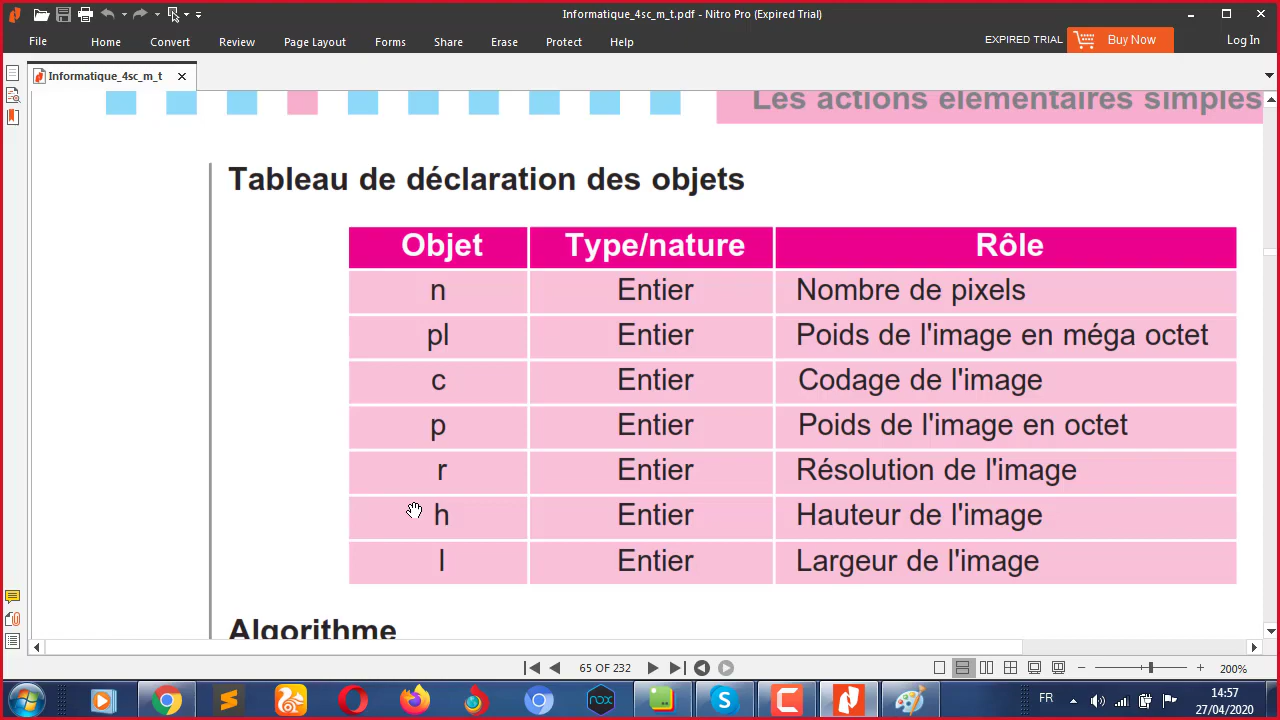 Informatique_4sc_m_t.pdf - Nitro Pro (Expired Trial)
File Home Convert Review Page Layout Forms Share Erase Protect Help EXPIRED TRIAL Buy Now Log In
Informatique_4sc_m_t
Les actions élémentaires simples
Tableau de déclaration des objets
Objet Type/nature Rôle
n Entier Nombre de pixels
pl Entier Poids de l'image en méga octet
c Entier Codage de l'image
p Entier Poids de l'image en octet
r Entier Résolution de l'image
h Entier Hauteur de l'image
l Entier Largeur de l'image
Algorithme
65 OF 232 200%
FR 14:57
27/04/2020